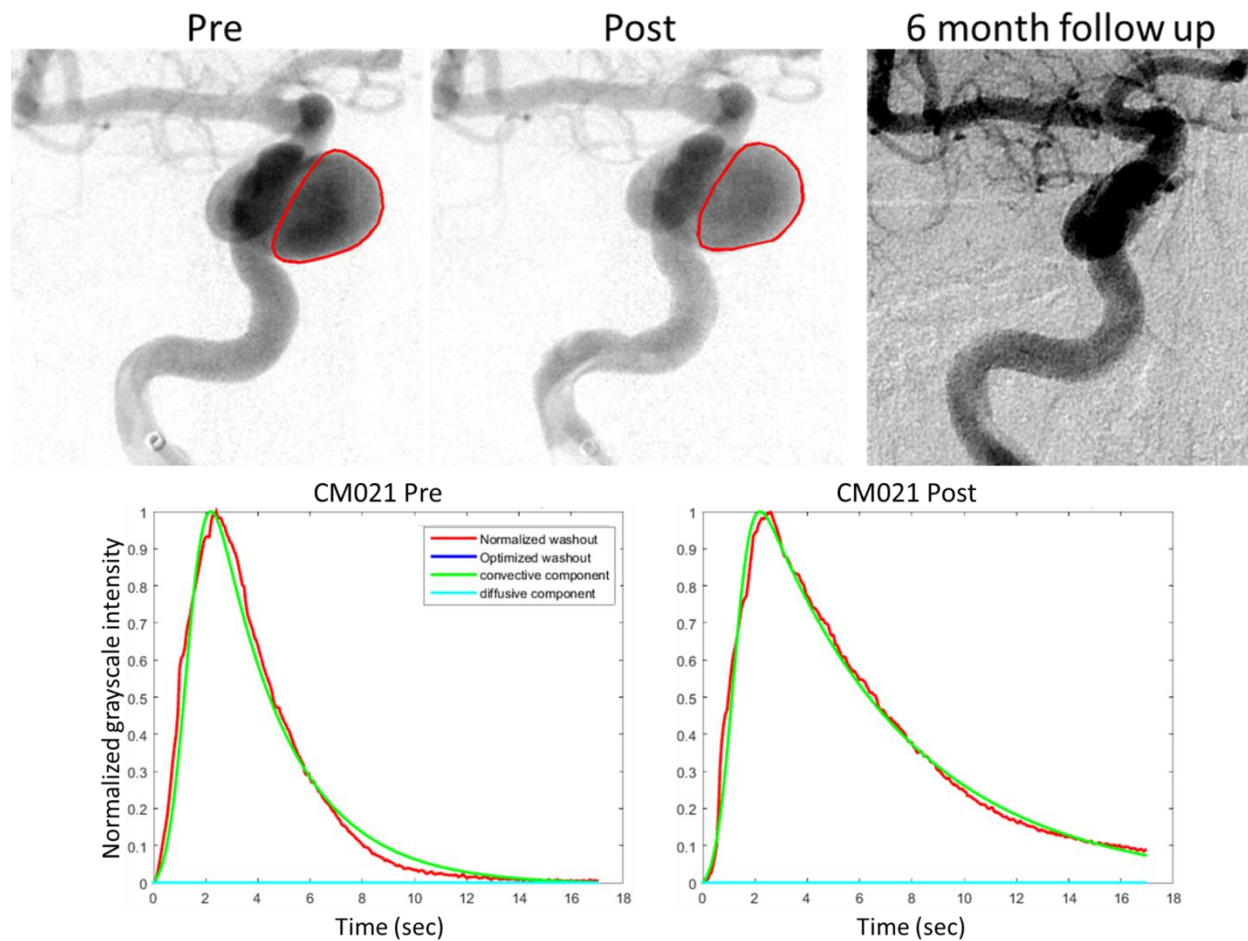 Pre
Post
6 month follow up
CM021 Pre
CM021 Post
Normalized grayscale intensity
1
0.9
0.8
0.7
0.6
0.5
0.4
0.3
0.2
0.1
0
0 2 4 6 8 10 12 14 16 18
Time (sec)
Normalized washout
Optimized washout
convective component
diffusive component
1
0.9
0.8
0.7
0.6
0.5
0.4
0.3
0.2
0.1
0
0 2 4 6 8 10 12 14 16 18
Time (sec)